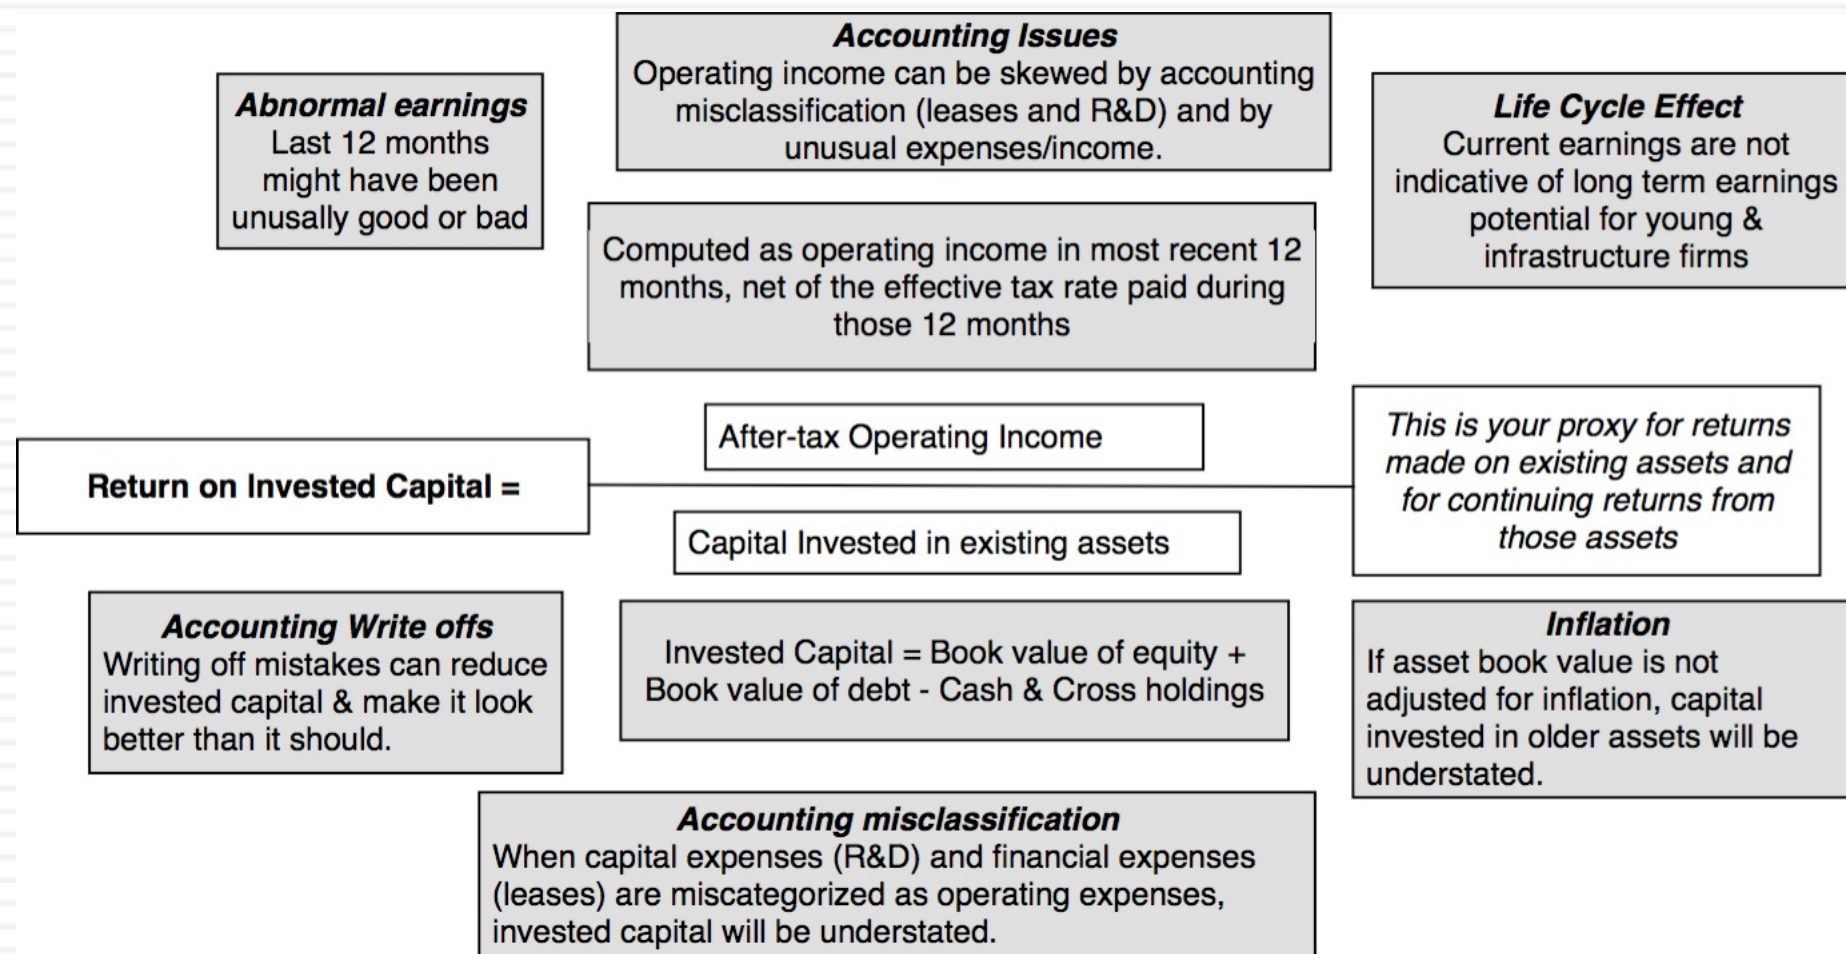 Accounting Issues
Operating income can be skewed by accounting
misclassification (leases and R&D) and by
unusual expenses/income.
Abnormal earnings
Last 12 months
might have been
unusally good or bad
Life Cycle Effect
Current earnings are not
indicative of long term earnings
potential for young &
infrastructure firms
Computed as operating income in most recent 12
months, net of the effective tax rate paid during
those 12 months
After-tax Operating Income
Return on Invested Capital =
Capital Invested in existing assets
This is your proxy for returns
made on existing assets and
for continuing returns from
those assets
Accounting Write offs
Writing off mistakes can reduce
invested capital & make it look
better than it should.
Invested Capital = Book value of equity +
Book value of debt - Cash & Cross holdings
Inflation
If asset book value is not
adjusted for inflation, capital
invested in older assets will be
understated.
Accounting misclassification
When capital expenses (R&D) and financial expenses
(leases) are miscategorized as operating expenses,
invested capital will be understated.